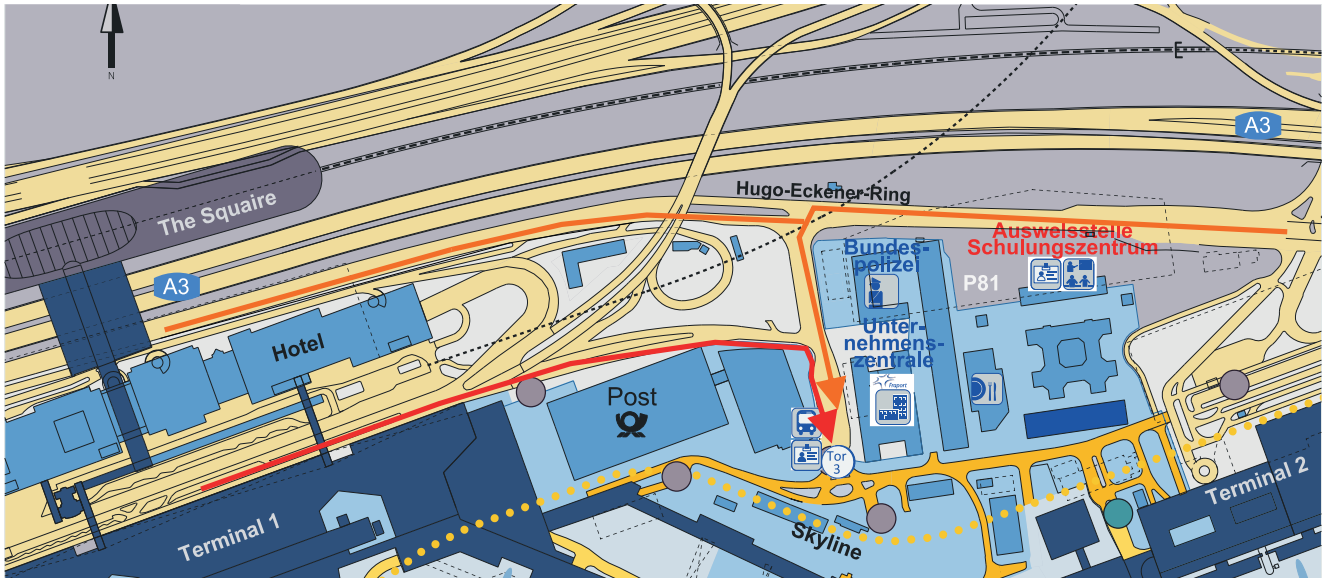 N
A3
The Squaire
Hugo-Eckener-Ring
Ausweisstelle
Schulungszentrum
Bundes-
polizei
P81
A3
Unter-
nehmens-
zentrale
Fraport
Hotel
Post
Tor
3
Terminal 1
Skyline
Terminal 2